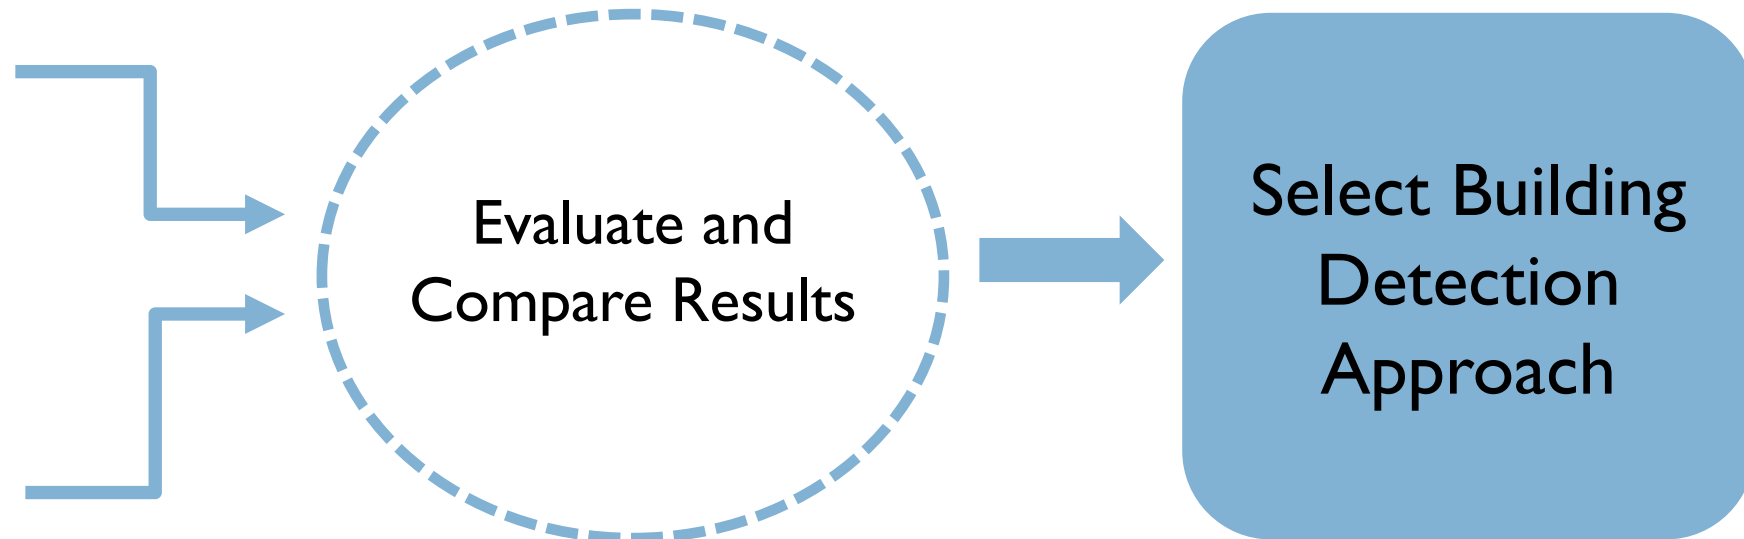 Evaluate and
Compare Results
Select Building
Detection
Approach